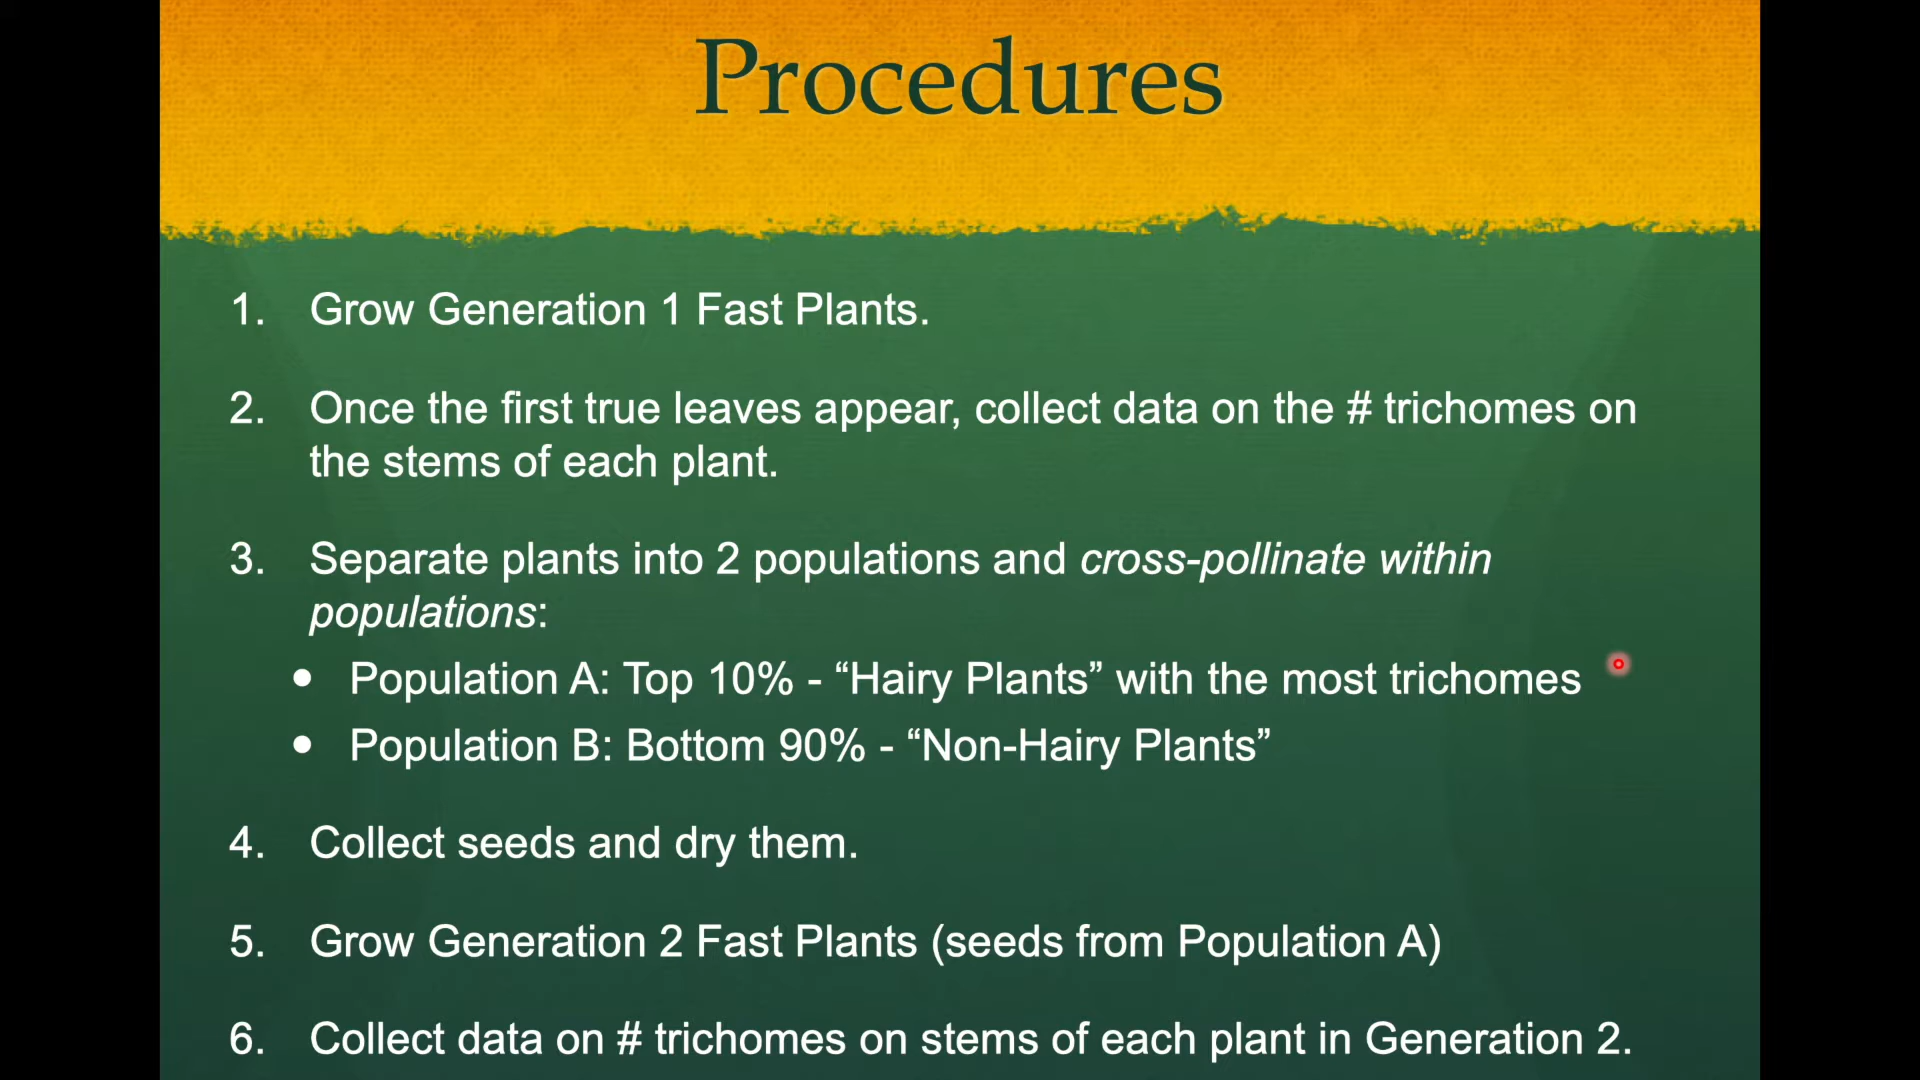 Procedures
1. Grow Generation 1 Fast Plants.
2. Once the first true leaves appear, collect data on the # trichomes on
the stems of each plant.
3. Separate plants into 2 populations and cross-pollinate within
populations:
• Population A: Top 10% - “Hairy Plants” with the most trichomes
• Population B: Bottom 90% - “Non-Hairy Plants”
4. Collect seeds and dry them.
5. Grow Generation 2 Fast Plants (seeds from Population A)
6. Collect data on # trichomes on stems of each plant in Generation 2.